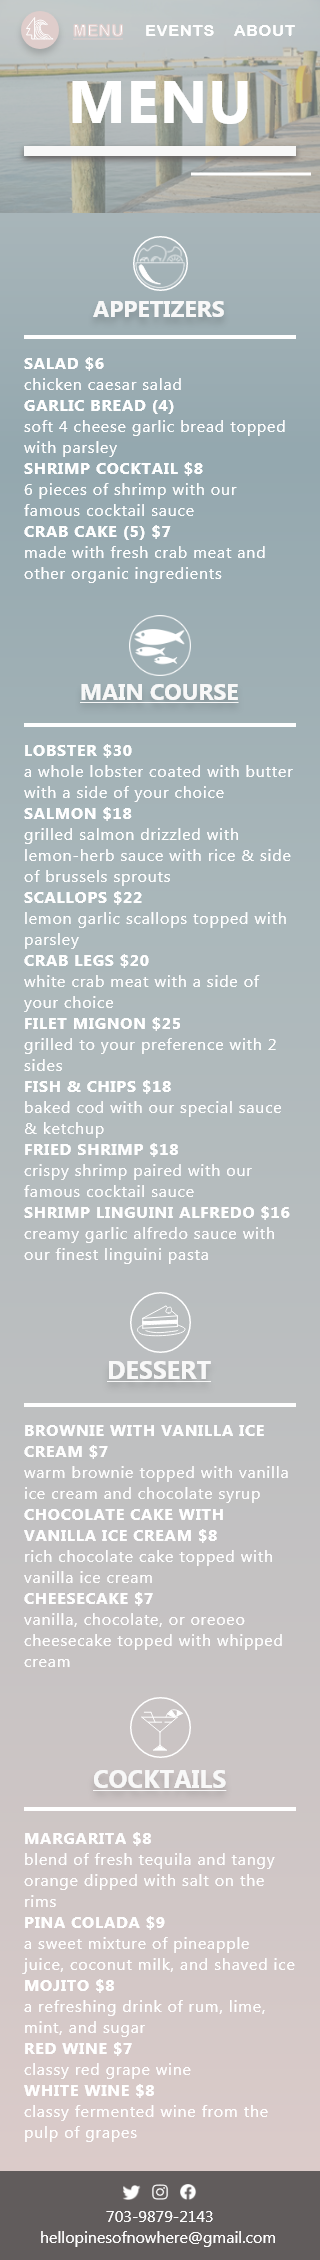 MENU EVENTS ABOUT
MENU
APPETIZERS
SALAD $6
chicken caesar salad
GARLIC BREAD (4)
soft 4 cheese garlic bread topped
with parsley
SHRIMP COCKTAIL $8
6 pieces of shrimp with our
famous cocktail sauce
CRAB CAKE (5) $7
made with fresh crab meat and
other organic ingredients
MAIN COURSE
LOBSTER $30
a whole lobster coated with butter
with a side of your choice
SALMON $18
grilled salmon drizzled with
lemon-herb sauce with rice & side
of brussels sprouts
SCALLOPS $22
lemon garlic scallops topped with
parsley
CRAB LEGS $20
white crab meat with a side of
your choice
FILET MIGNON $25
grilled to your preference with 2
sides
FISH & CHIPS $18
baked cod with our special sauce
& ketchup
FRIED SHRIMP $18
crispy shrimp paired with our
famous cocktail sauce
SHRIMP LINGUINI ALFREDO $16
creamy garlic alfredo sauce with
our finest linguini pasta
DESSERT
BROWNIE WITH VANILLA ICE
CREAM $7
warm brownie topped with vanilla
ice cream and chocolate syrup
CHOCOLATE CAKE WITH
VANILLA ICE CREAM $8
rich chocolate cake topped with
vanilla ice cream
CHEESECAKE $7
vanilla, chocolate, or oreoeo
cheesecake topped with whipped
cream
COCKTAILS
MARGARITA $8
blend of fresh tequila and tangy
orange dipped with salt on the
rims
PINA COLADA $9
a sweet mixture of pineapple
juice, coconut milk, and shaved ice
MOJITO $8
a refreshing drink of rum, lime,
mint, and sugar
RED WINE $7
classy red grape wine
WHITE WINE $8
classy fermented wine from the
pulp of grapes
703-9879-2143
hellopinesofnowhere@gmail.com